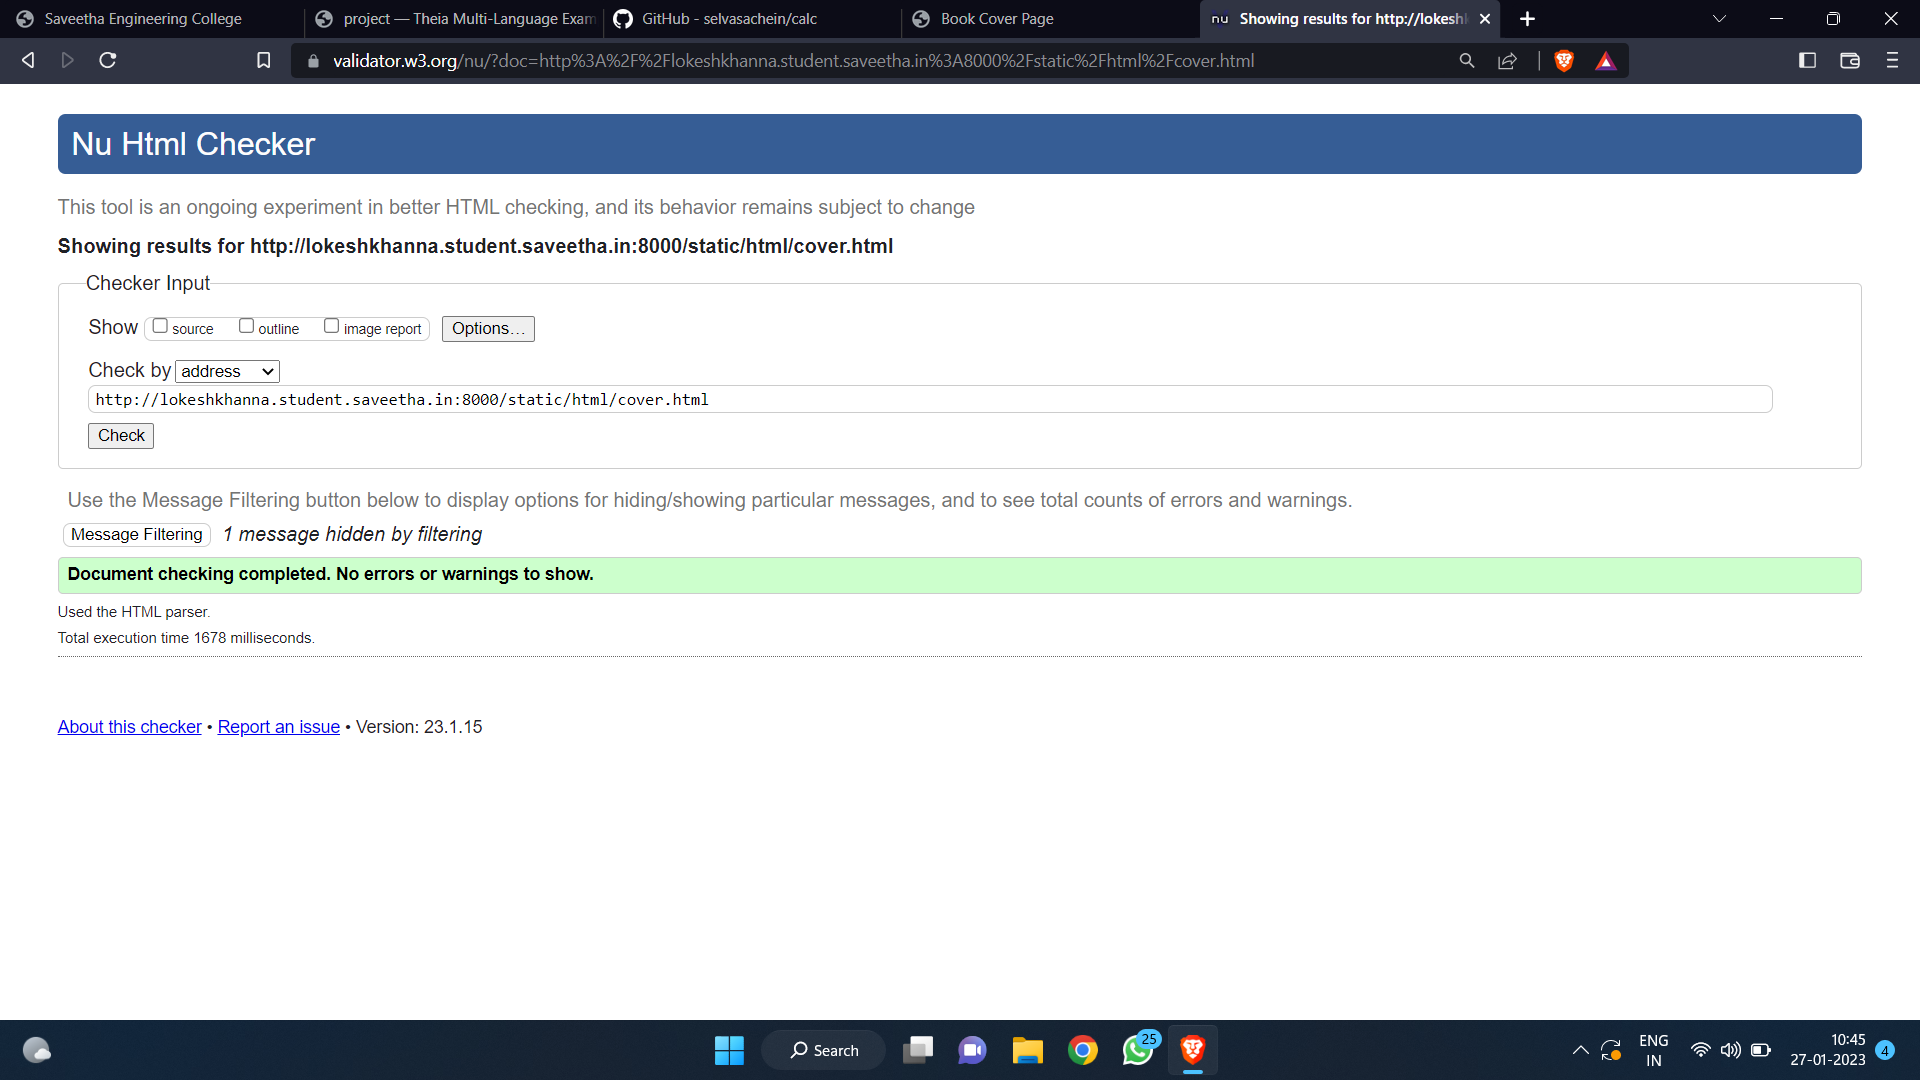 Saveetha Engineering College
project — Theia Multi-Language Exam
GitHub - selvasachein/calc
Book Cover Page
nu Showing results for http://lokeshk
validator.w3.org/nu/?doc=http%3A%2F%2Flokeshkhanna.student.saveetha.in%3A8000%2Fstatic%2Fhtml%2Fcover.html
Nu Html Checker
This tool is an ongoing experiment in better HTML checking, and its behavior remains subject to change
Showing results for http://lokeshkhanna.student.saveetha.in:8000/static/html/cover.html
Checker Input
Show source outline image report Options...
Check by address
http://lokeshkhanna.student.saveetha.in:8000/static/html/cover.html
Check
Use the Message Filtering button below to display options for hiding/showing particular messages, and to see total counts of errors and warnings.
Message Filtering 1 message hidden by filtering
Document checking completed. No errors or warnings to show.
Used the HTML parser.
Total execution time 1678 milliseconds.
About this checker • Report an issue • Version: 23.1.15
Search
25
ENG
IN
10:45
27-01-2023
4